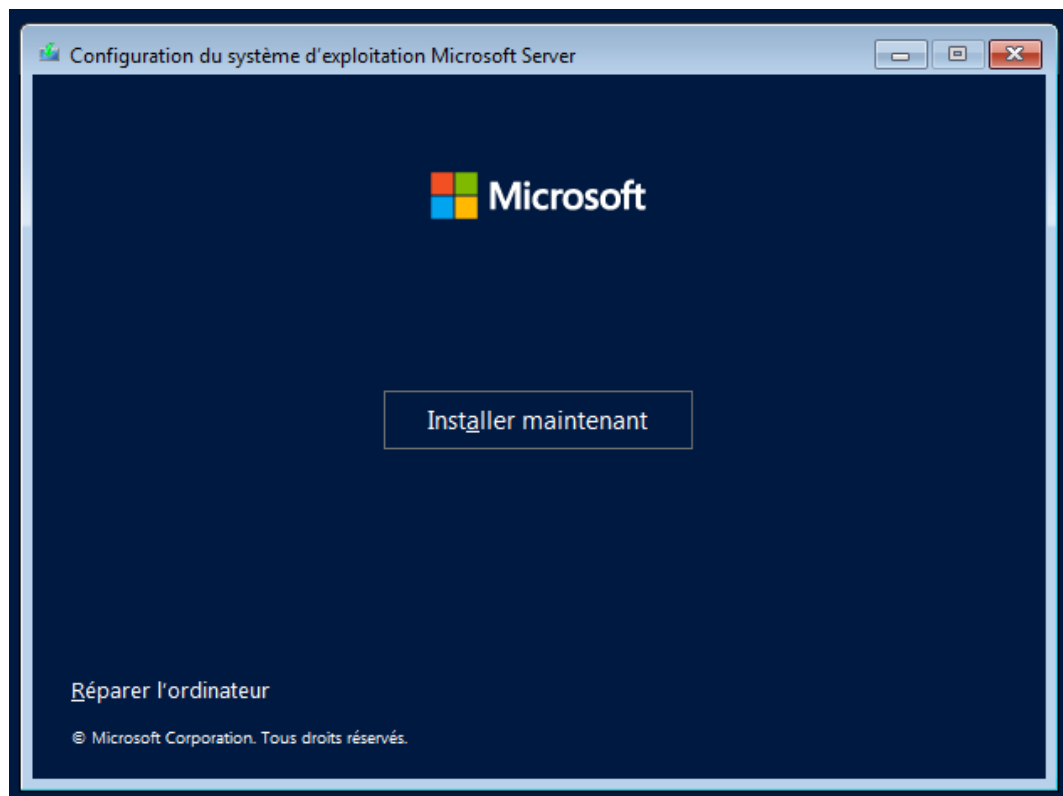 Configuration du système d'exploitation Microsoft Server
Microsoft
Installer maintenant
Réparer l'ordinateur
© Microsoft Corporation. Tous droits réservés.